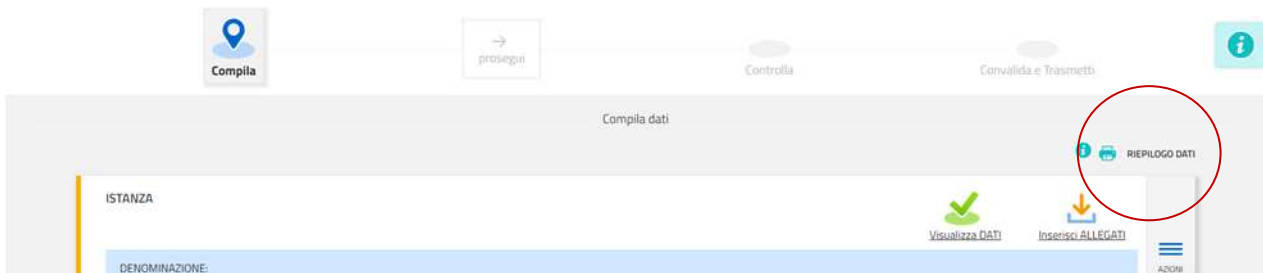 Compila
prosegui
Controlla
Convalida e Trasmetti
Compila dati
RIEPILOGO DATI
ISTANZA
Visualizza DATI
Inserisci ALLEGATI
AZIONI
DENOMINAZIONE: